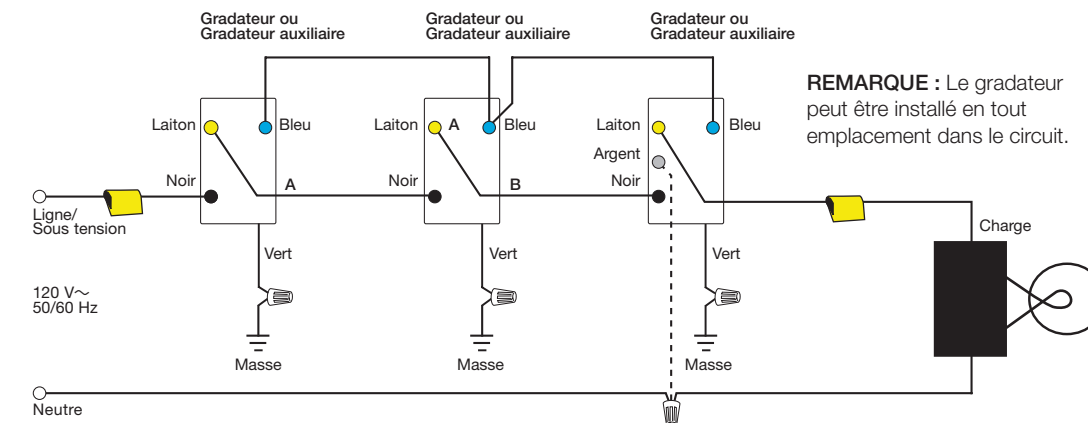 Gradateur ou
Gradateur auxiliaire
Gradateur ou
Gradateur auxiliaire
Gradateur ou
Gradateur auxiliaire
REMARQUE : Le gradateur
peut être installé en tout
emplacement dans le circuit.
Laiton
Bleu
Laiton
A
Bleu
Laiton
Bleu
Argent
Noir
A
Noir
B
Noir
Ligne/
Sous tension
Charge
Vert
Vert
Vert
120 V~
50/60 Hz
Masse
Masse
Masse
Neutre